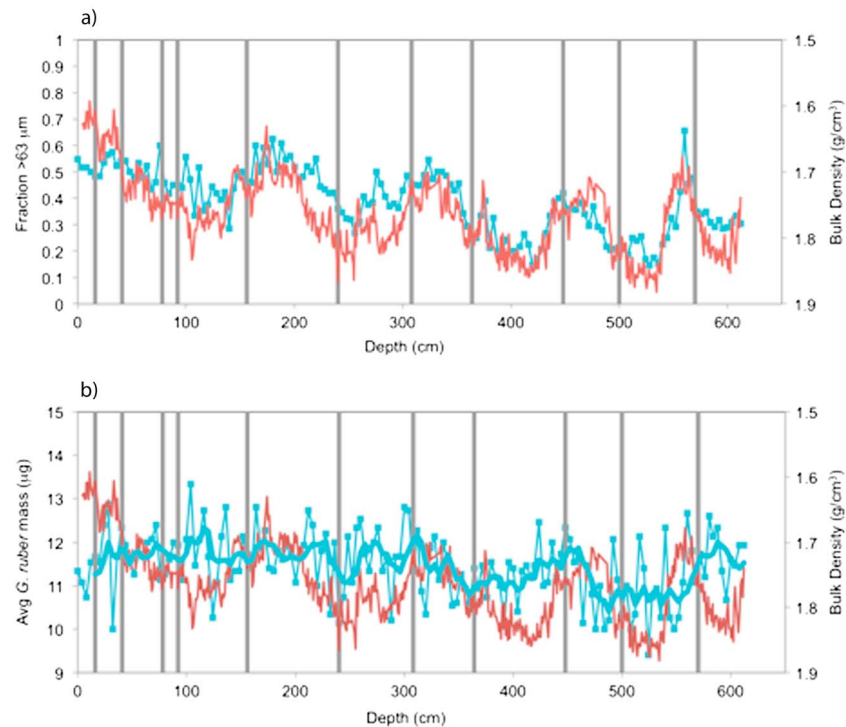 a)
Fraction >63 μm
1
0.9
0.8
0.7
0.6
0.5
0.4
0.3
0.2
0.1
0
1.5
1.6
1.7
1.8
1.9
Bulk Density (g/cm³)
0 100 200 300 400 500 600
Depth (cm)
b)
Avg G. ruber mass (μg)
15
14
13
12
11
10
9
1.5
1.6
1.7
1.8
1.9
Bulk Density (g/cm³)
0 100 200 300 400 500 600
Depth (cm)